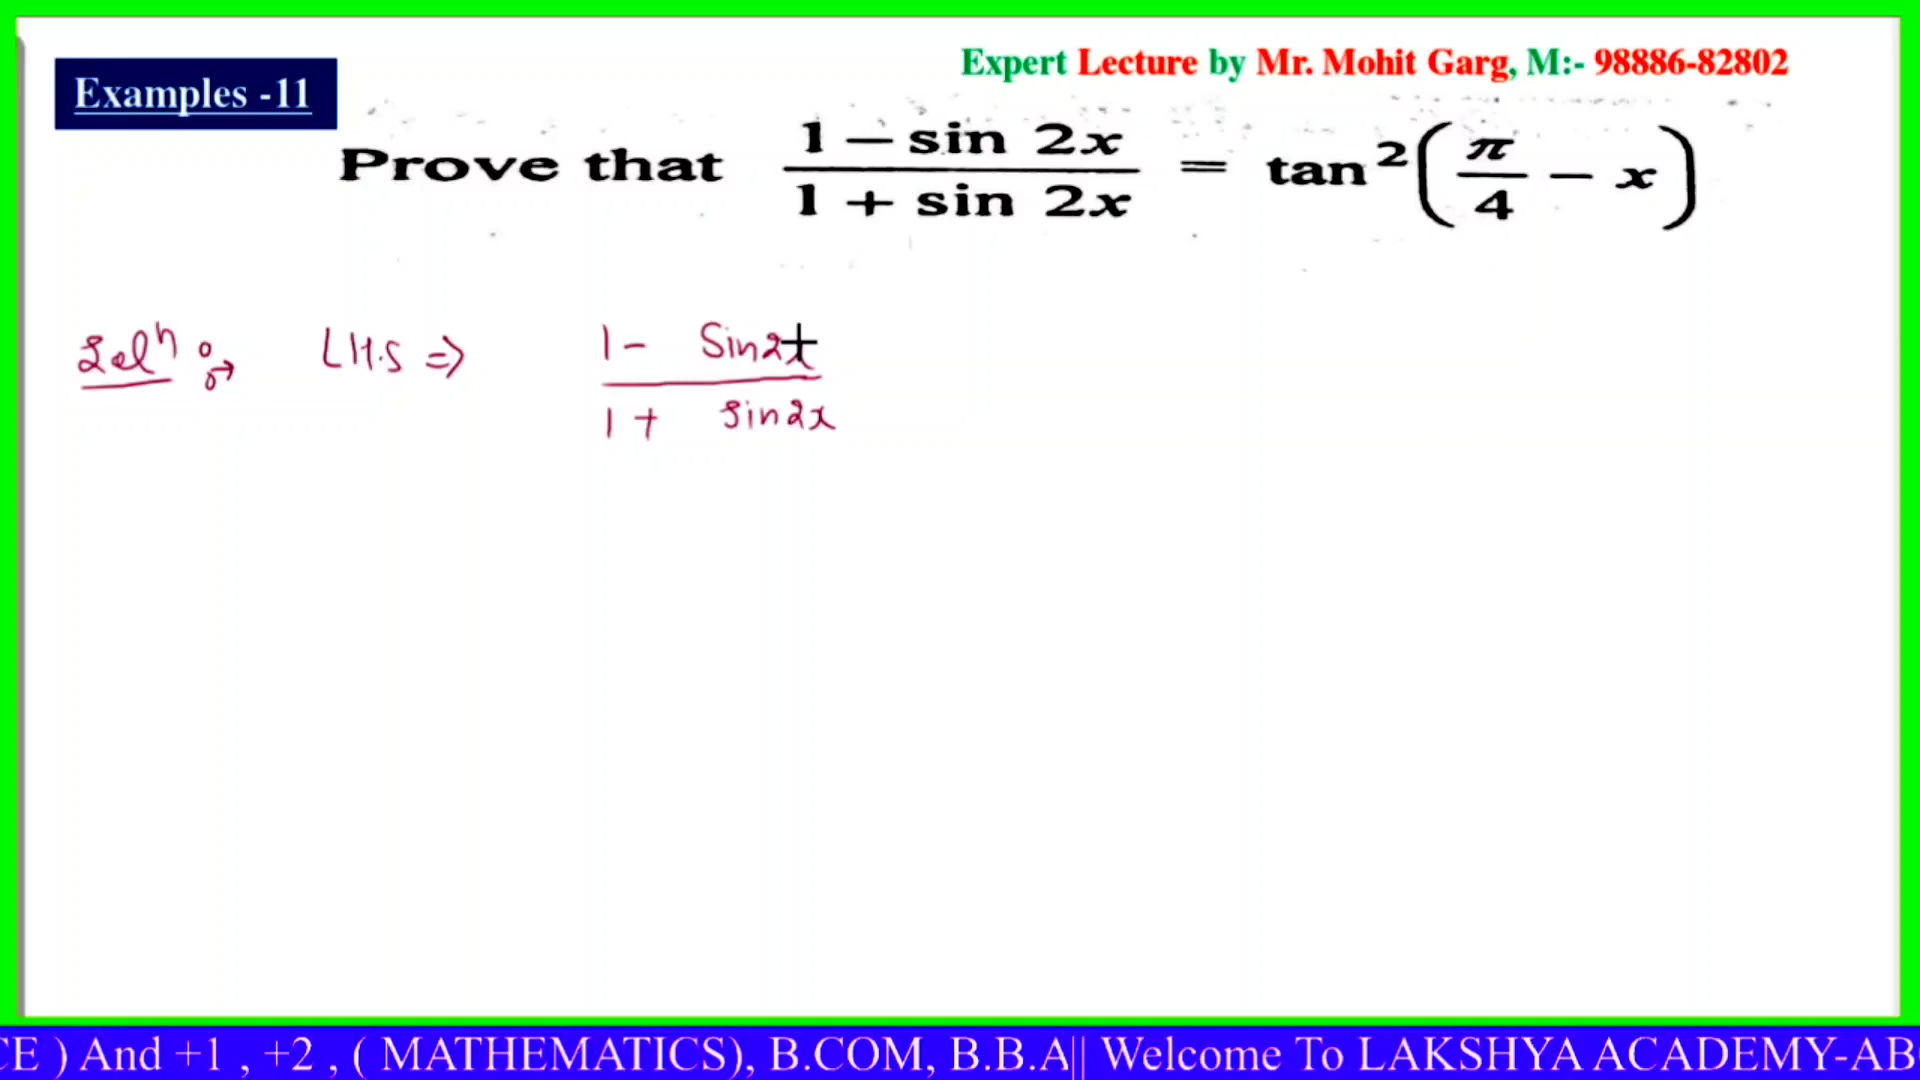 Expert Lecture by Mr. Mohit Garg, M:- 98886-82802
Examples -11
Prove that (1 − sin 2x)/(1 + sin 2x) = tan²(π/4 − x)
Solⁿ :→ L.H.S ⇒ (1 - Sin2x)/(1 + Sin2x)
CE ) And +1 , +2 , ( MATHEMATICS), B.COM, B.B.A|| Welcome To LAKSHYA ACADEMY-AB